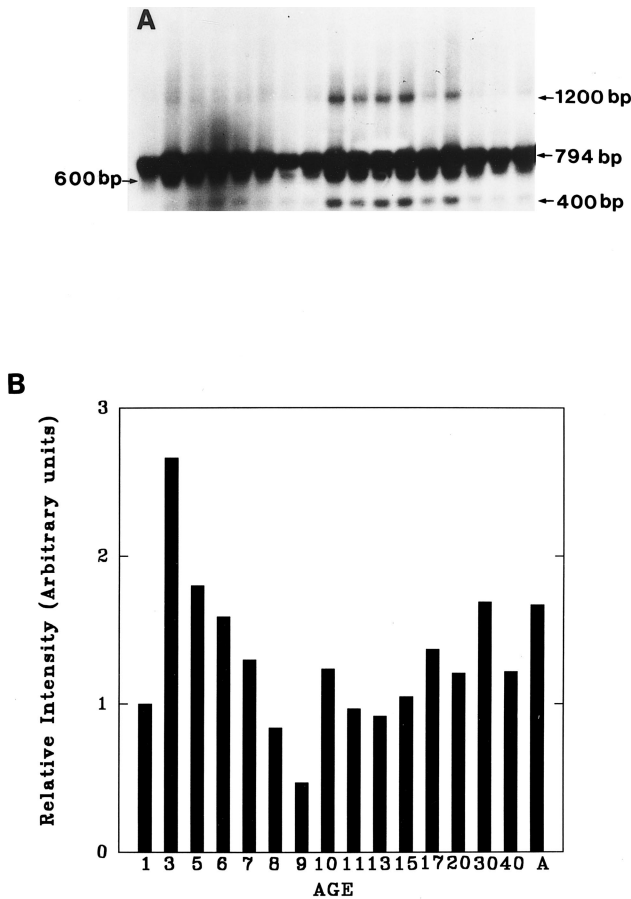 A
←1200 bp
←794 bp
600 bp→
←400 bp
B
Relative Intensity (Arbitrary units)
3
2
1
0
1 3 5 6 7 8 9 10 11 13 15 17 20 30 40 A
AGE